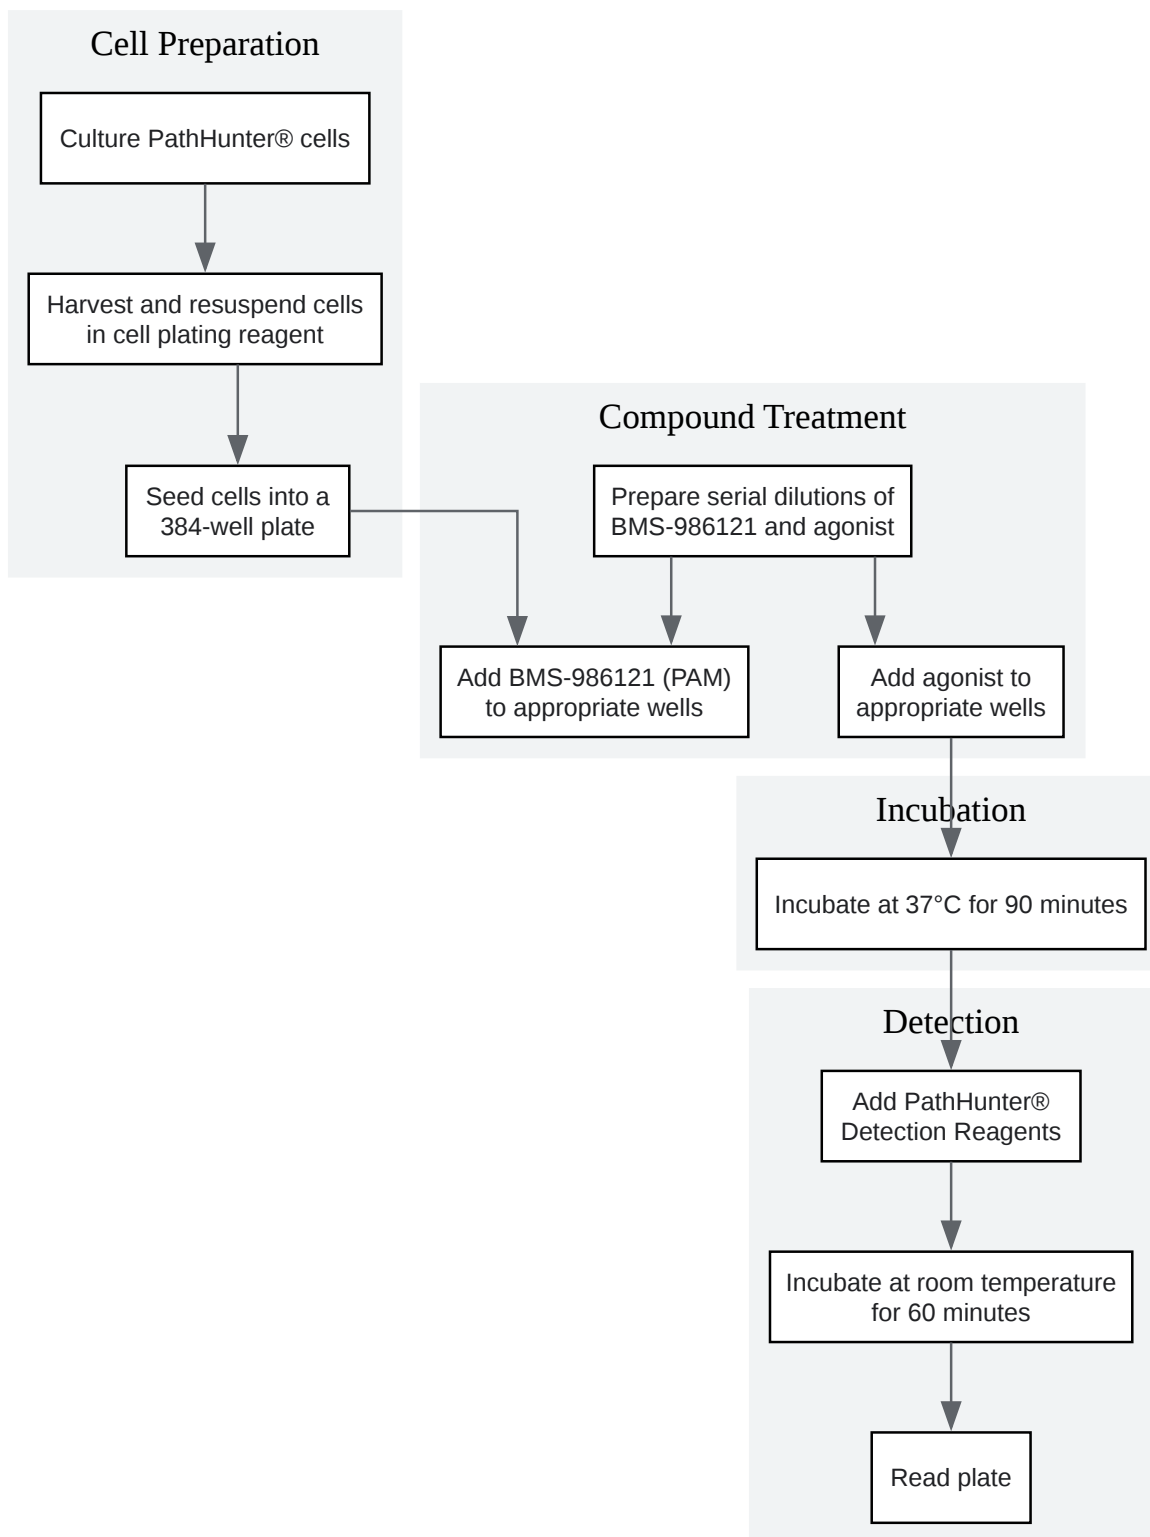 Cell Preparation
Culture PathHunter® cells
Harvest and resuspend cells
in cell plating reagent
Seed cells into a
384-well plate
Compound Treatment
Prepare serial dilutions of
BMS-986121 and agonist
Add BMS-986121 (PAM)
to appropriate wells
Add agonist to
appropriate wells
Incubation
Incubate at 37°C for 90 minutes
Detection
Add PathHunter®
Detection Reagents
Incubate at room temperature
for 60 minutes
Read plate